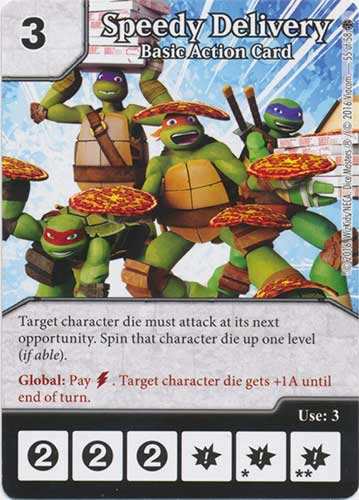 3
Speedy Delivery
Basic Action Card
Target character die must attack at its next
opportunity. Spin that character die up one level
(if able).
Global: Pay . Target character die gets +1A until
end of turn.
Use: 3
2 2 2 ! ! !
* **